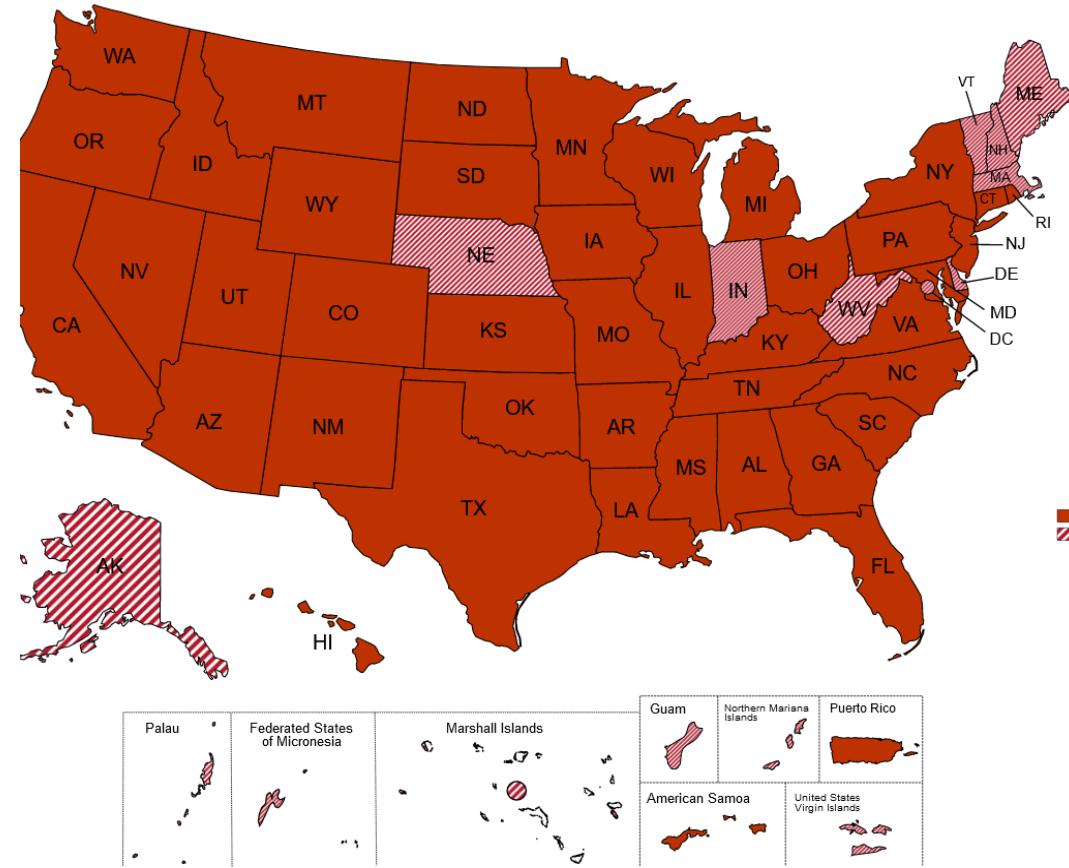 WA
MT
ND
MN
VT
ME
OR
ID
SD
WI
MI
NY
NH
MA
CT
RI
WY
IA
PA
NJ
NE
NV
UT
CO
IL
IN
OH
DE
MD
DC
WV
VA
CA
KS
MO
KY
NC
TN
AZ
NM
OK
AR
SC
MS
AL
GA
TX
LA
FL
AK
HI
Palau
Federated States
of Micronesia
Marshall Islands
Guam
Northern Mariana
Islands
Puerto Rico
American Samoa
United States
Virgin Islands